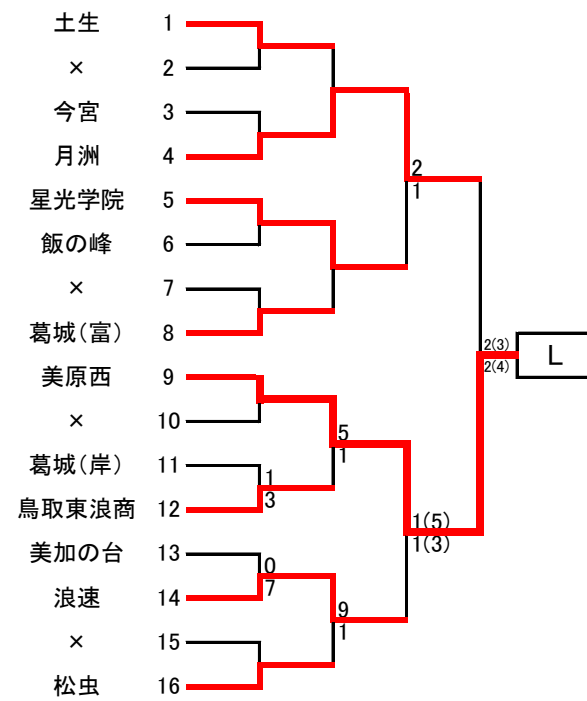 土生 1
× 2
今宮 3
月洲 4
2
1
星光学院 5
飯の峰 6
× 7
葛城(富) 8
2(3)
2(4)
L
美原西 9
× 10
5
1
葛城(岸) 11
1
3
鳥取東浪商 12
1(5)
1(3)
美加の台 13
0
7
浪速 14
9
1
× 15
松虫 16